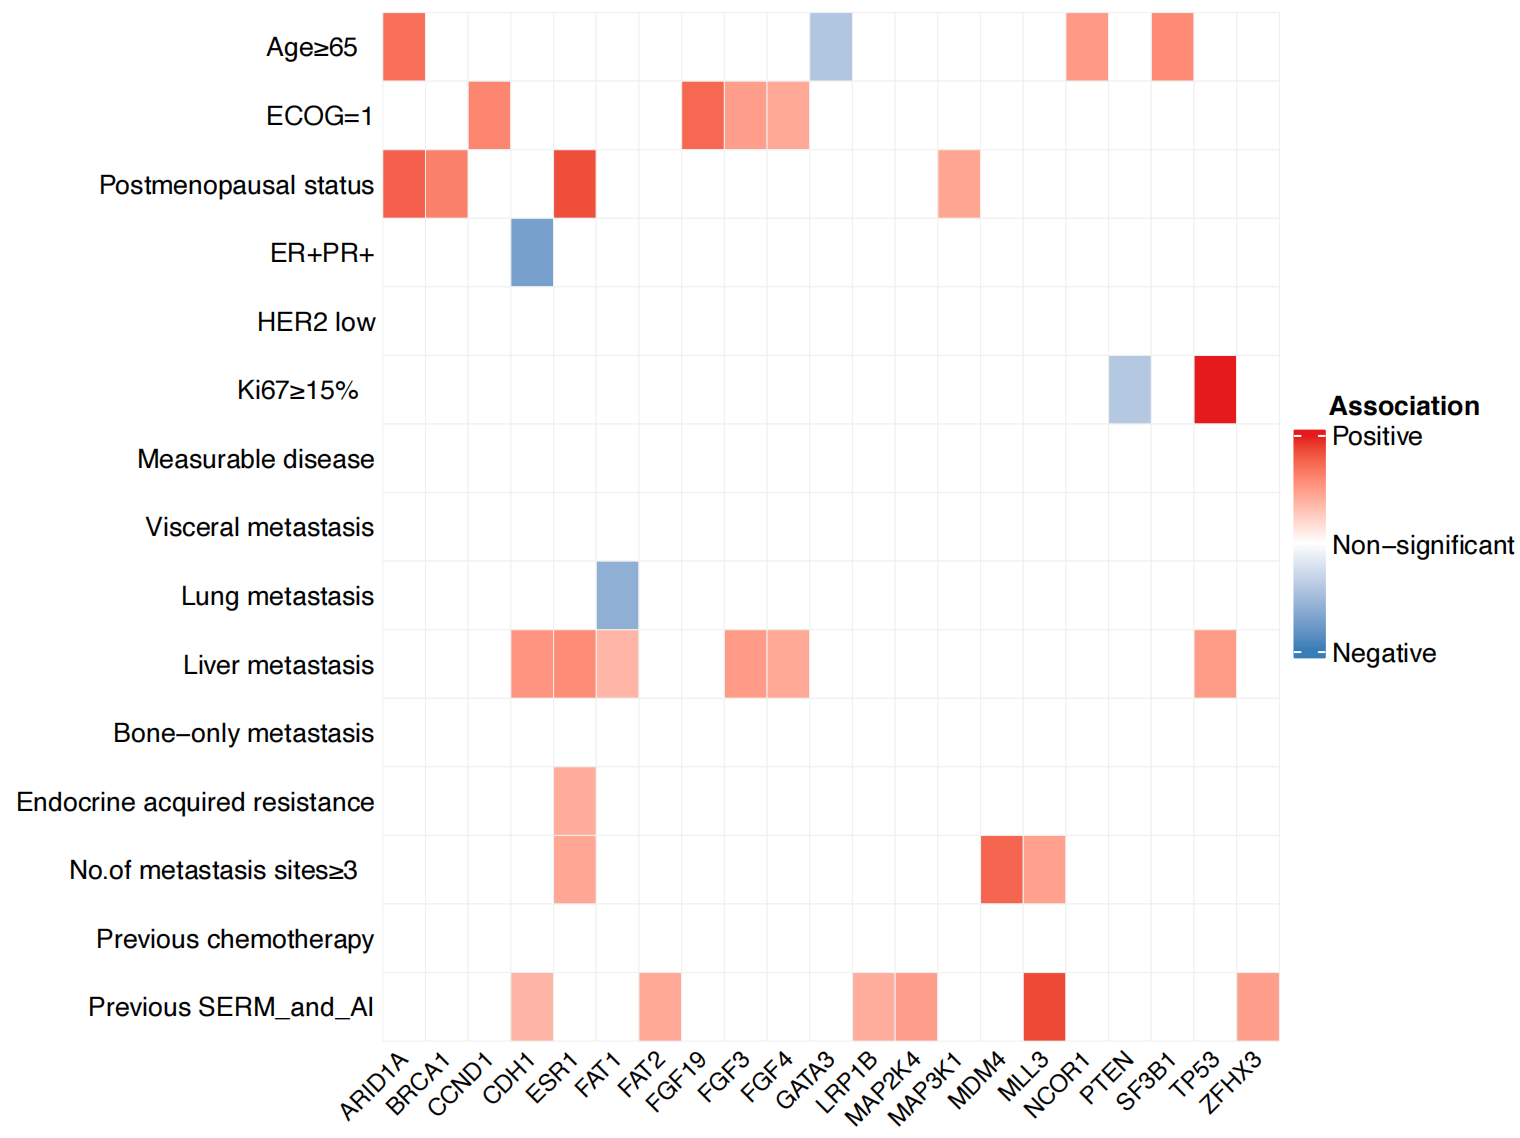 Age≥65
ECOG=1
Postmenopausal status
ER+PR+
HER2 low
Ki67≥15%
Measurable disease
Visceral metastasis
Lung metastasis
Liver metastasis
Bone−only metastasis
Endocrine acquired resistance
No.of metastasis sites≥3
Previous chemotherapy
Previous SERM_and_AI
ARID1A
BRCA1
CCND1
CDH1
ESR1
FAT1
FAT2
FGF19
FGF3
FGF4
GATA3
LRP1B
MAP2K4
MAP3K1
MDM4
MLL3
NCOR1
PTEN
SF3B1
TP53
ZFHX3
Association
Positive
Non−significant
Negative